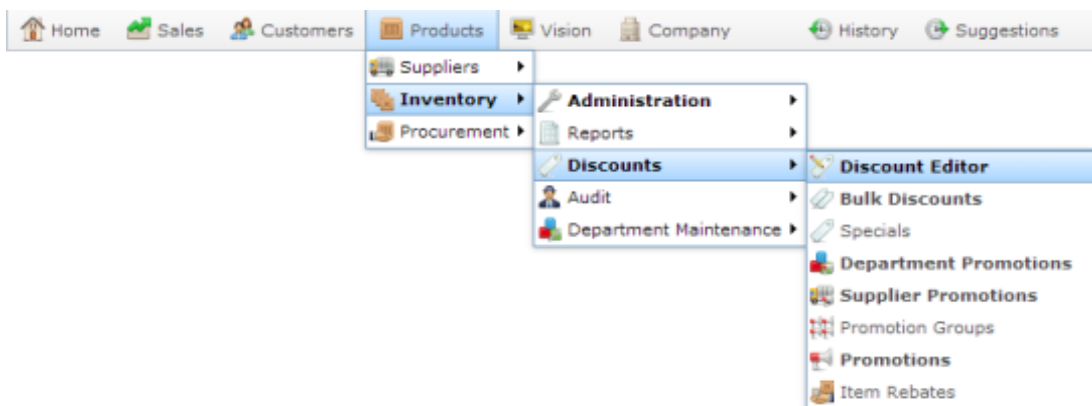 Home Sales Customers Products Vision Company History Suggestions
Suppliers
Inventory Administration
Procurement Reports
Discounts Discount Editor
Audit Bulk Discounts
Department Maintenance Specials
Department Promotions
Supplier Promotions
Promotion Groups
Promotions
Item Rebates